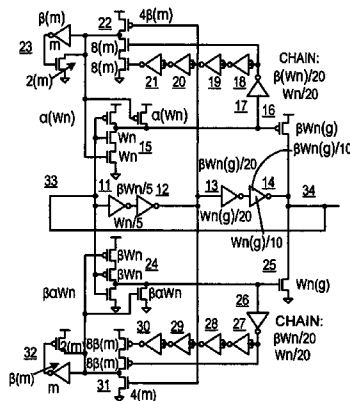 β(m) 22 4β(m)
23 m 8(m)
2(m) 8(m) 21 20 19 18
CHAIN:
β(Wn)/20
Wn/20
17
α(Wn) α(Wn) 16
βWn(g)
Wn 15
Wn
βWn(g)/20
βWn(g)/10
33 βWn/5 12 13 14 34
11
Wn/5 Wn(g)/20 Wn(g)/10
βWn 24 25
βWn
βαWn βαWn Wn(g)
26
CHAIN:
βWn/20
Wn/20
32 2(m) 30 29 28 27
8β(m)
β(m) m 8β(m)
31 4(m)